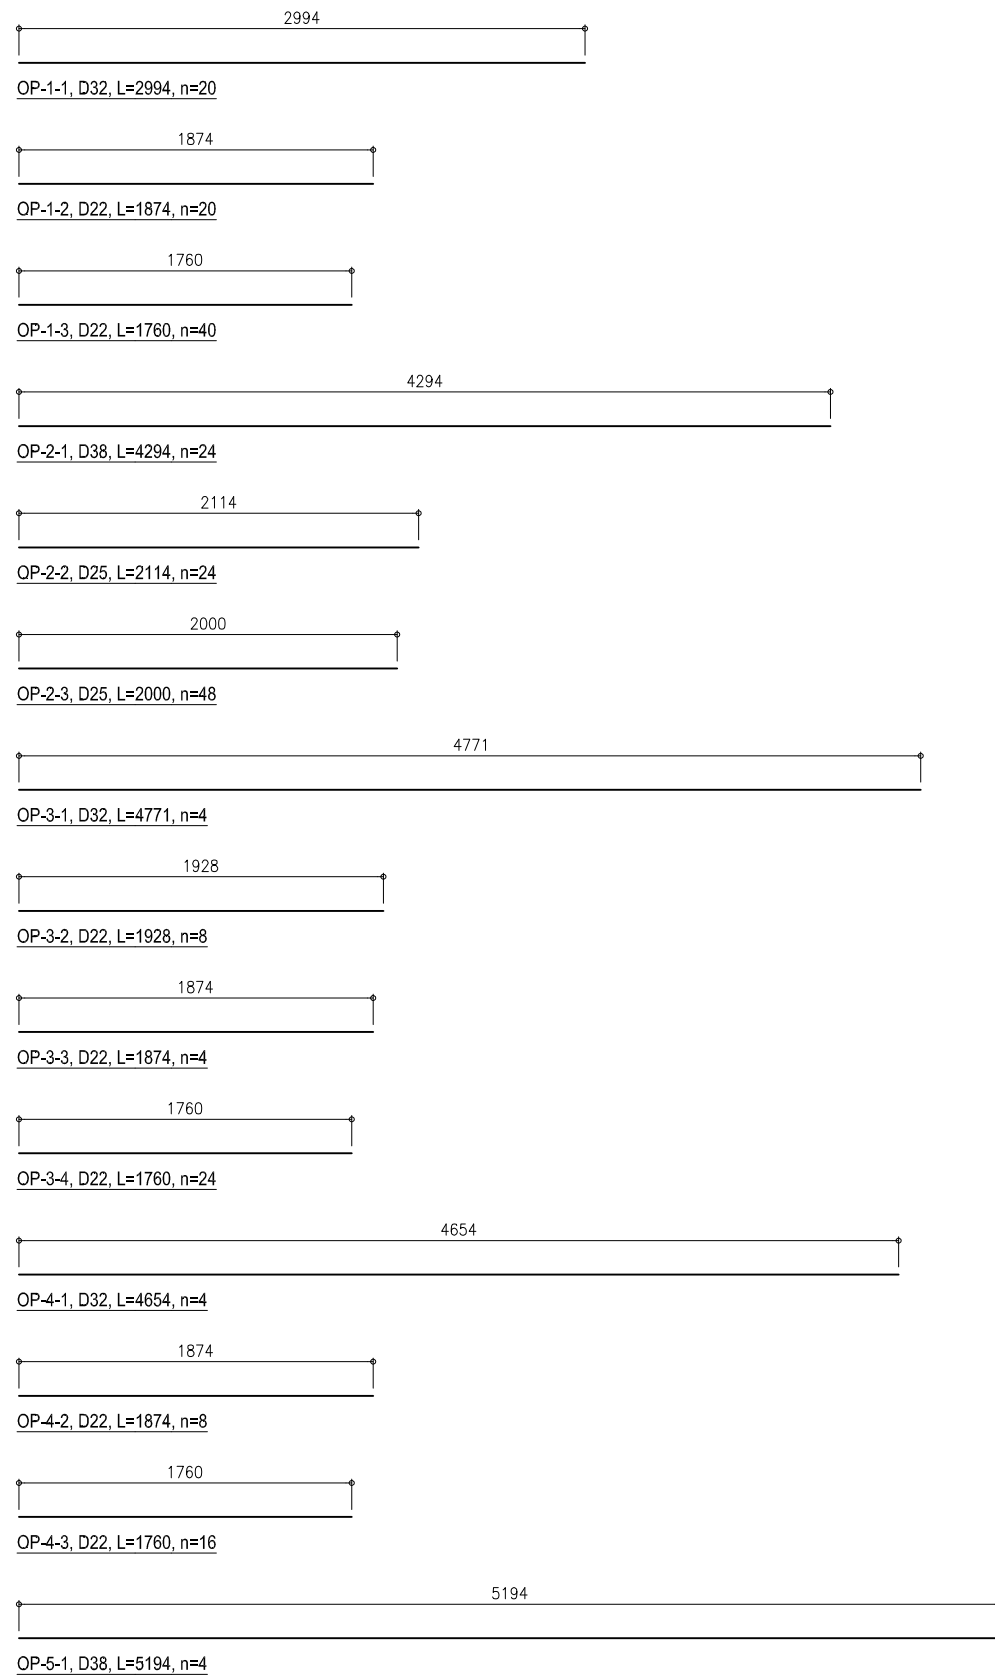 2994
OP-1-1, D32, L=2994, n=20
1874
OP-1-2, D22, L=1874, n=20
1760
OP-1-3, D22, L=1760, n=40
4294
OP-2-1, D38, L=4294, n=24
2114
OP-2-2, D25, L=2114, n=24
2000
OP-2-3, D25, L=2000, n=48
4771
OP-3-1, D32, L=4771, n=4
1928
OP-3-2, D22, L=1928, n=8
1874
OP-3-3, D22, L=1874, n=4
1760
OP-3-4, D22, L=1760, n=24
4654
OP-4-1, D32, L=4654, n=4
1874
OP-4-2, D22, L=1874, n=8
1760
OP-4-3, D22, L=1760, n=16
5194
OP-5-1, D38, L=5194, n=4